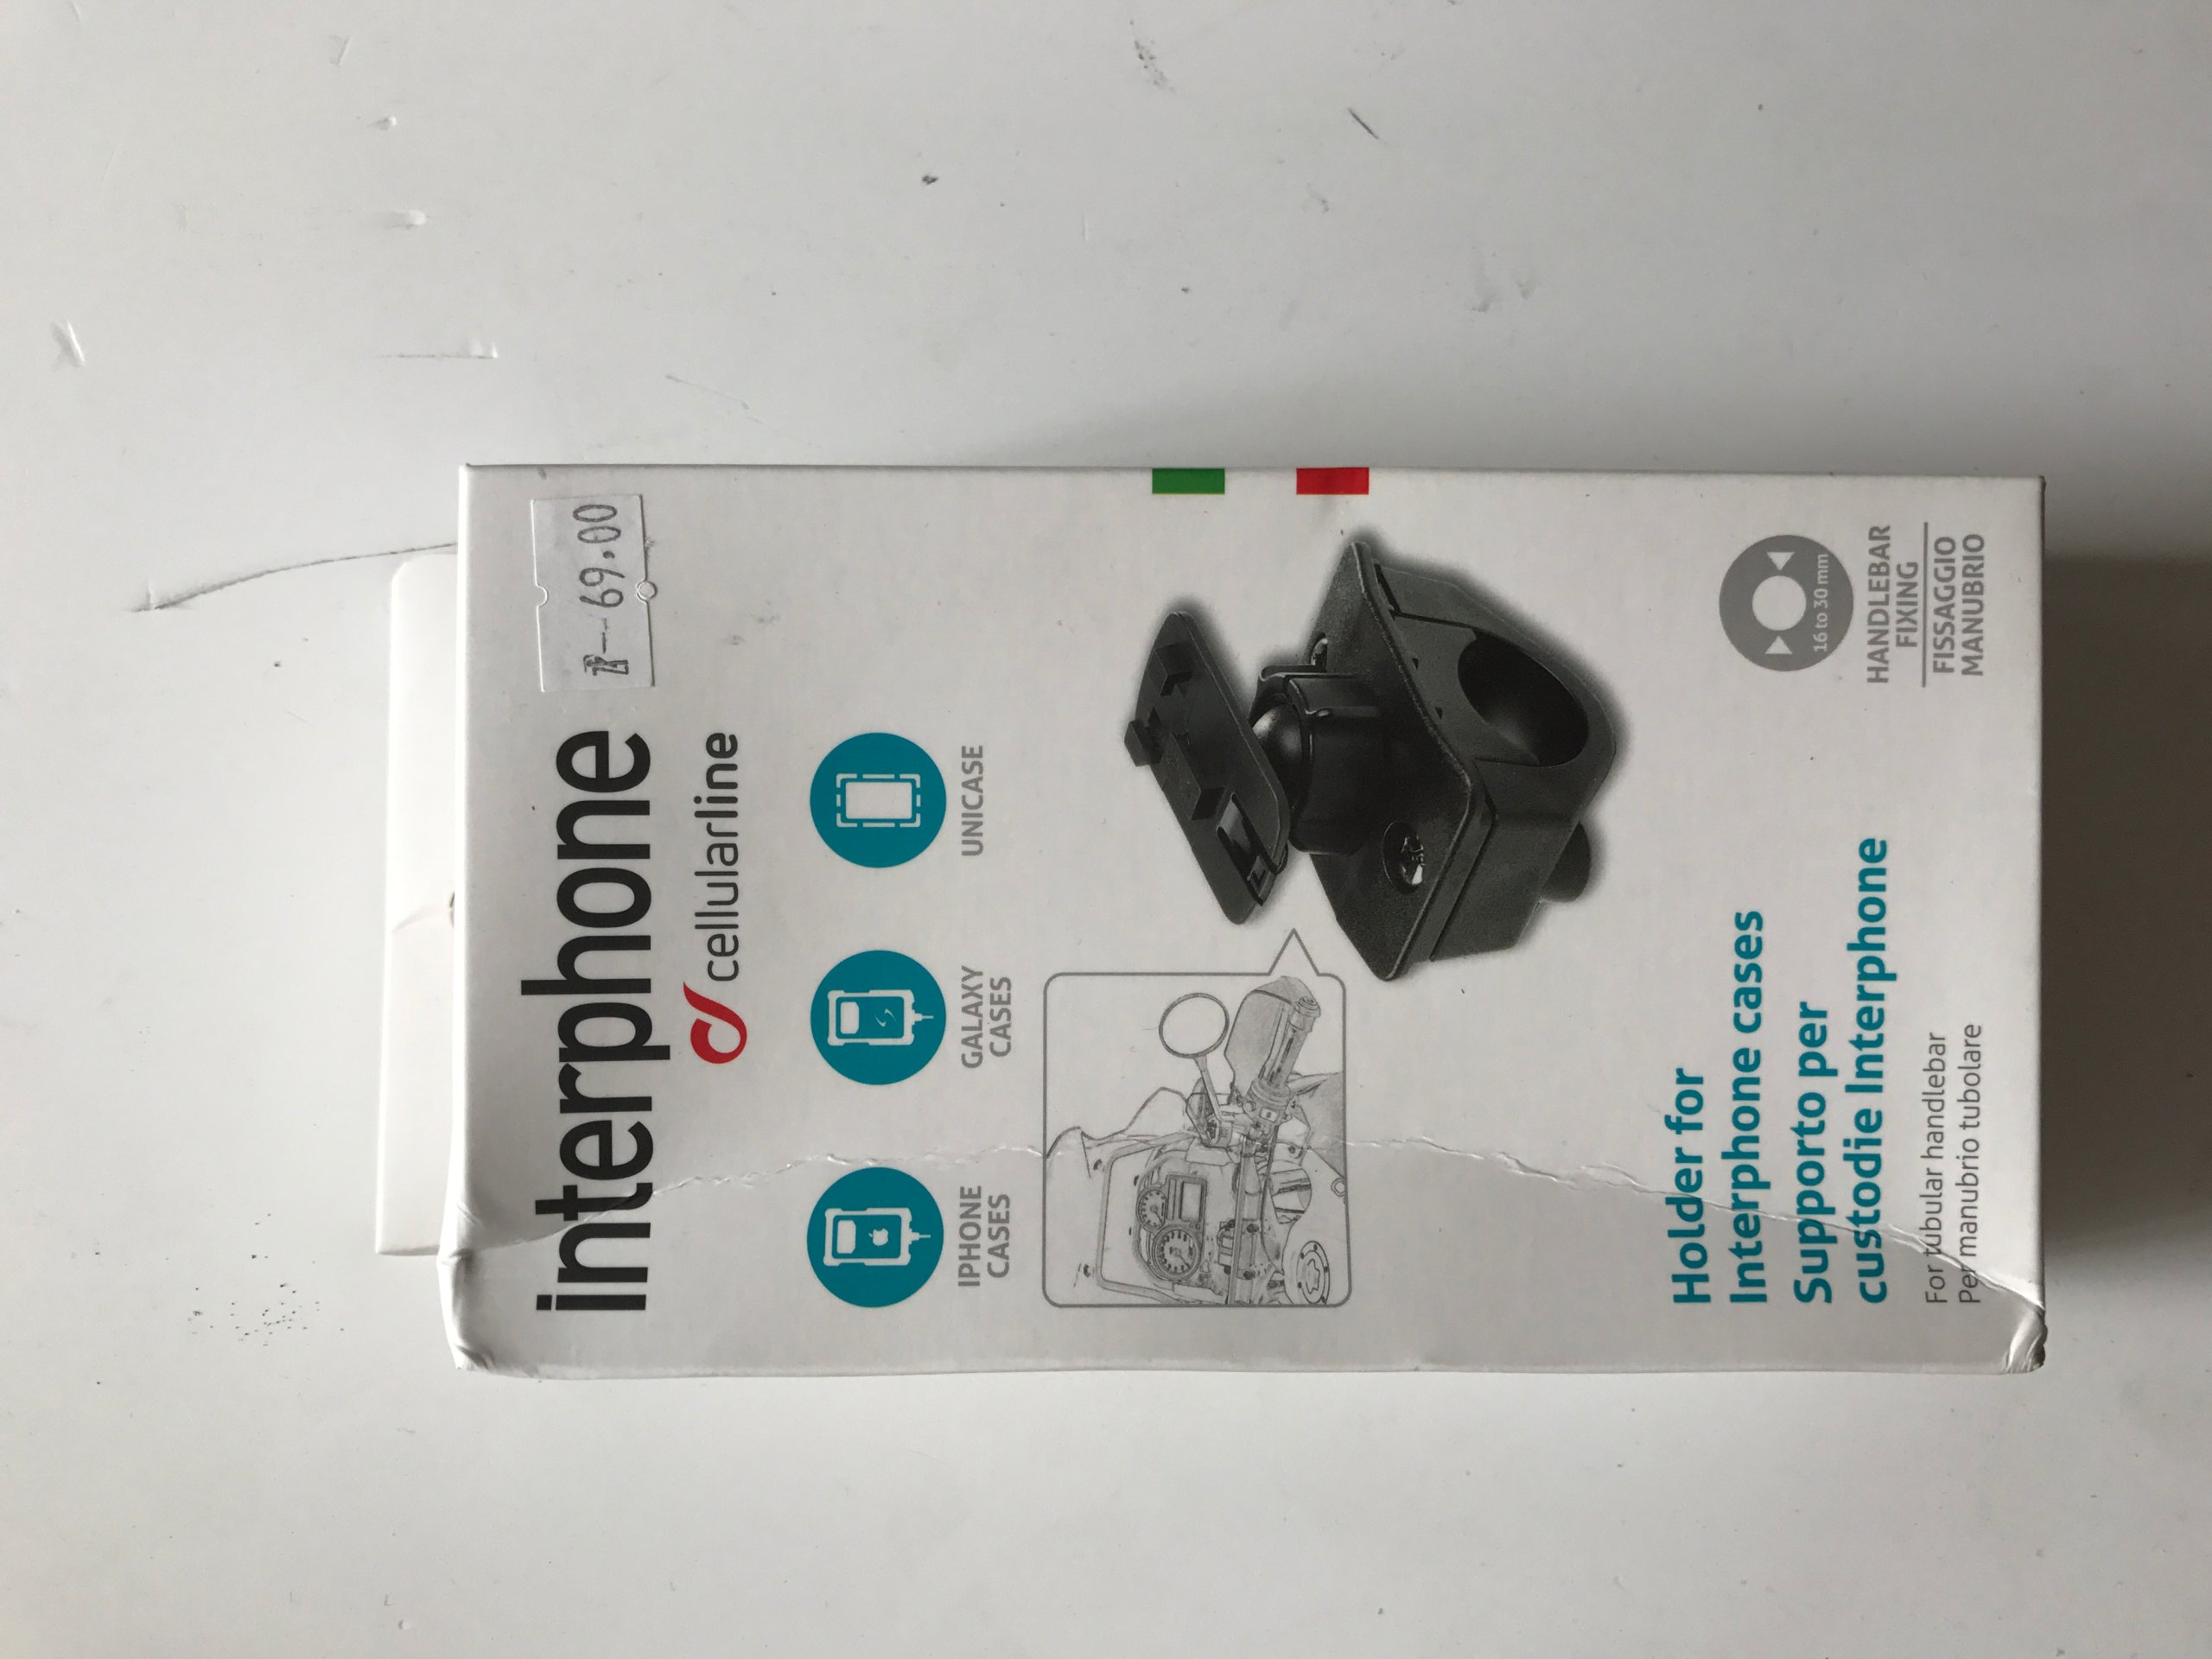 interphone
69.00
cellularline
IPHONE
CASES
GALAXY
CASES
UNICASE
Holder for
Interphone cases
Supporto per
custodie Interphone
For tubular handlebar
Per manubrio tubolare
16 to 30 mm
HANDLEBAR
FIXING
FISSAGGIO
MANUBRIO